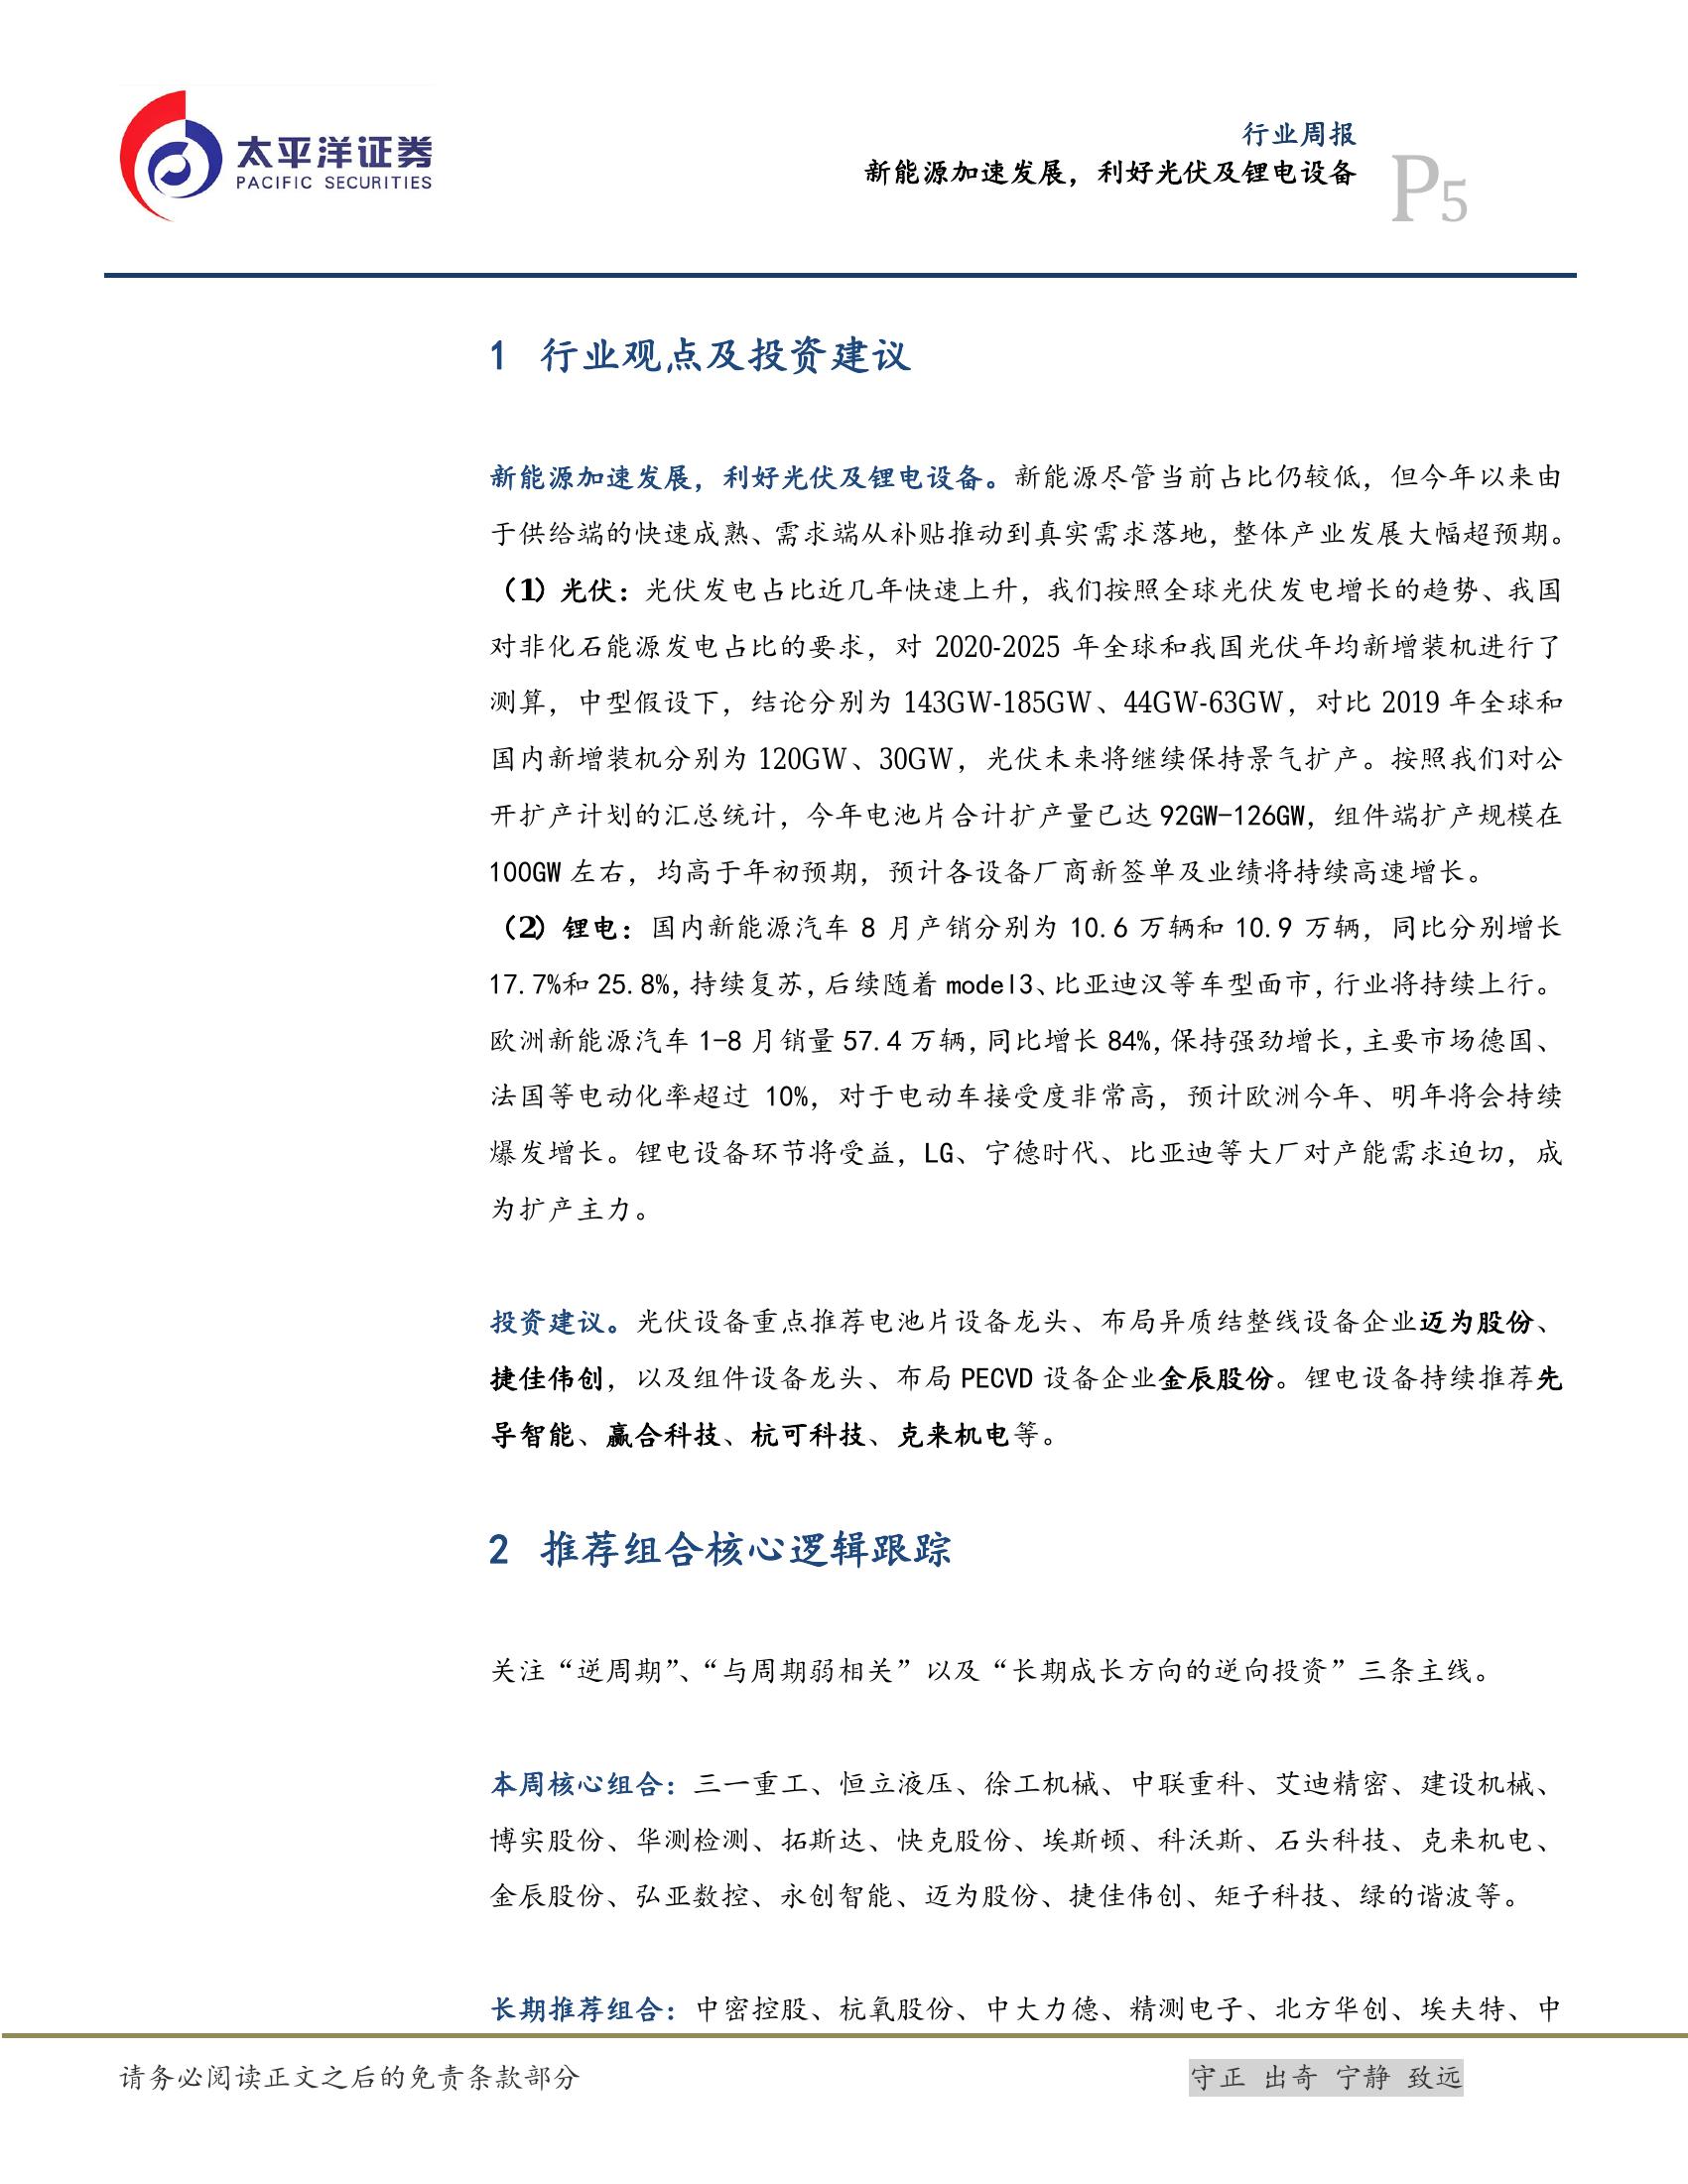 太平洋证券
PACIFIC SECURITIES
行业周报
新能源加速发展，利好光伏及锂电设备
P5
1 行业观点及投资建议
新能源加速发展，利好光伏及锂电设备。新能源尽管当前占比仍较低，但今年以来由
于供给端的快速成熟、需求端从补贴推动到真实需求落地，整体产业发展大幅超预期。
（1）光伏：光伏发电占比近几年快速上升，我们按照全球光伏发电增长的趋势、我国
对非化石能源发电占比的要求，对 2020-2025 年全球和我国光伏年均新增装机进行了
测算，中型假设下，结论分别为 143GW-185GW、44GW-63GW，对比 2019 年全球和
国内新增装机分别为 120GW、30GW，光伏未来将继续保持景气扩产。按照我们对公
开扩产计划的汇总统计，今年电池片合计扩产量已达 92GW-126GW，组件端扩产规模在
100GW 左右，均高于年初预期，预计各设备厂商新签单及业绩将持续高速增长。
（2）锂电：国内新能源汽车 8 月产销分别为 10.6 万辆和 10.9 万辆，同比分别增长
17.7%和 25.8%，持续复苏，后续随着 model3、比亚迪汉等车型面市，行业将持续上行。
欧洲新能源汽车 1-8 月销量 57.4 万辆，同比增长 84%，保持强劲增长，主要市场德国、
法国等电动化率超过 10%，对于电动车接受度非常高，预计欧洲今年、明年将会持续
爆发增长。锂电设备环节将受益，LG、宁德时代、比亚迪等大厂对产能需求迫切，成
为扩产主力。
投资建议。光伏设备重点推荐电池片设备龙头、布局异质结整线设备企业迈为股份、
捷佳伟创，以及组件设备龙头、布局 PECVD 设备企业金辰股份。锂电设备持续推荐先
导智能、赢合科技、杭可科技、克来机电等。
2 推荐组合核心逻辑跟踪
关注“逆周期”、“与周期弱相关”以及“长期成长方向的逆向投资”三条主线。
本周核心组合：三一重工、恒立液压、徐工机械、中联重科、艾迪精密、建设机械、
博实股份、华测检测、拓斯达、快克股份、埃斯顿、科沃斯、石头科技、克来机电、
金辰股份、弘亚数控、永创智能、迈为股份、捷佳伟创、矩子科技、绿的谐波等。
长期推荐组合：中密控股、杭氧股份、中大力德、精测电子、北方华创、埃夫特、中
请务必阅读正文之后的免责条款部分
守正 出奇 宁静 致远